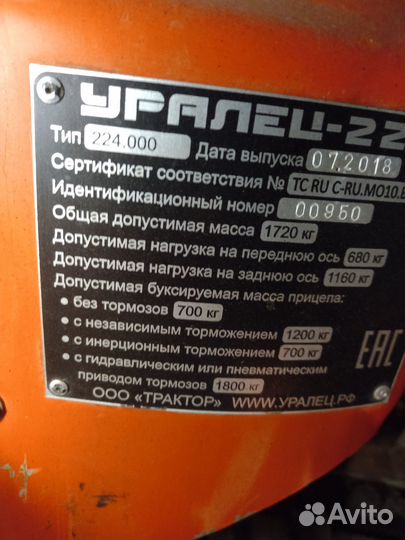 УРАЛЕЦ-22
Тип 224.000 Дата выпуска 07.2018
Сертификат соответствия № ТС RU C-RU.МО10.
Идентификационный номер 00950
Общая допустимая масса 1720 кг
Допустимая нагрузка на переднюю ось 680 кг
Допустимая нагрузка на заднюю ось 1160 кг
Допустимая буксируемая масса прицепа:
• без тормозов 700 кг
• с независимым торможением 1200 кг
• с инерционным торможением 700 кг
• с гидравлическим или пневматическим
приводом тормозов 1800 кг
ЕАС
ООО «ТРАКТОР» WWW.УРАЛЕЦ.РФ
Avito